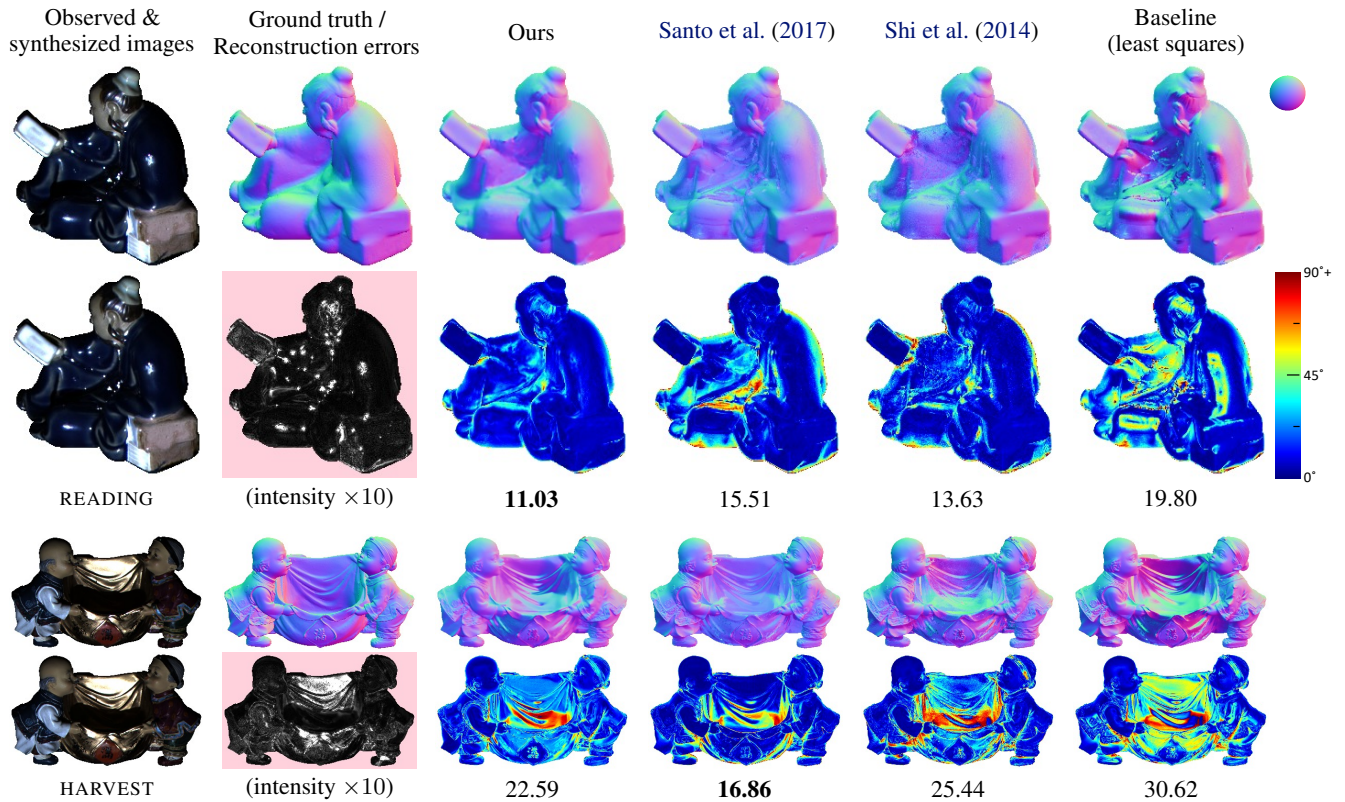 Observed &
synthesized images
Ground truth /
Reconstruction errors
Ours
Santo et al. (2017)
Shi et al. (2014)
Baseline
(least squares)
90°+
45°
0°
READING
(intensity ×10)
11.03
15.51
13.63
19.80
HARVEST
(intensity ×10)
22.59
16.86
25.44
30.62